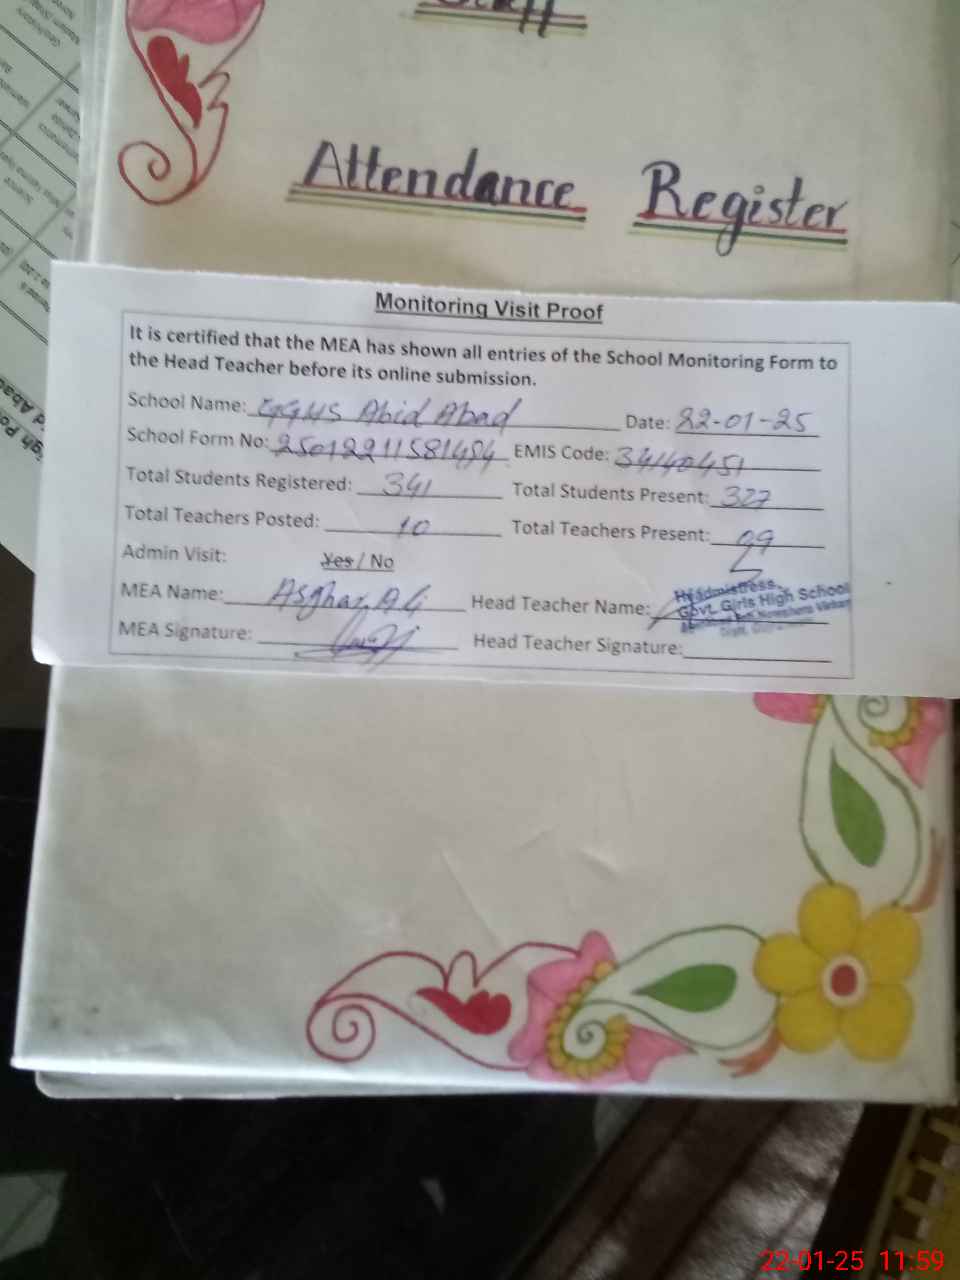 Staff
Attendance Register
Monitoring Visit Proof
It is certified that the MEA has shown all entries of the School Monitoring Form to
the Head Teacher before its online submission.
School Name: GGHS Abid Abad Date: 22-01-25
School Form No: EMIS Code: 34140451
Total Students Registered: 341 Total Students Present: 327
Total Teachers Posted: 10 Total Teachers Present: 09
Admin Visit: Yes / No
MEA Name: Asghar Ali Head Teacher Name:
Headmistress
Govt. Girls High School
MEA Signature: Head Teacher Signature:
22-01-25 11:59